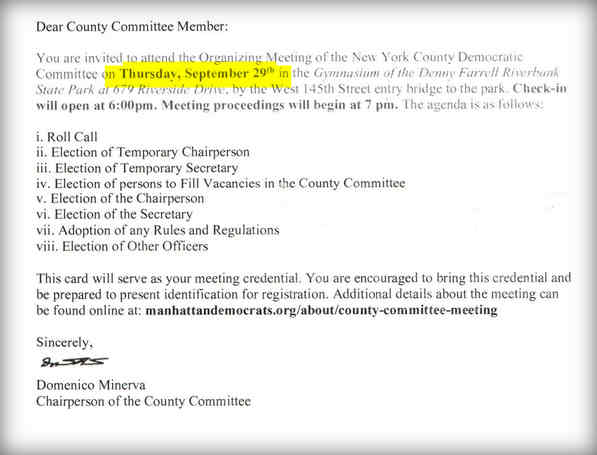 Dear County Committee Member:
You are invited to attend the Organizing Meeting of the New York County Democratic
Committee on Thursday, September 29th in the Gymnasium of the Denny Farrell Riverbank
State Park at 679 Riverside Drive, by the West 145th Street entry bridge to the park. Check-in
will open at 6:00pm. Meeting proceedings will begin at 7 pm. The agenda is as follows:
i. Roll Call
ii. Election of Temporary Chairperson
iii. Election of Temporary Secretary
iv. Election of persons to Fill Vacancies in the County Committee
v. Election of the Chairperson
vi. Election of the Secretary
vii. Adoption of any Rules and Regulations
viii. Election of Other Officers
This card will serve as your meeting credential. You are encouraged to bring this credential and
be prepared to present identification for registration. Additional details about the meeting can
be found online at: manhattandemocrats.org/about/county-committee-meeting
Sincerely,
Domenico Minerva
Chairperson of the County Committee